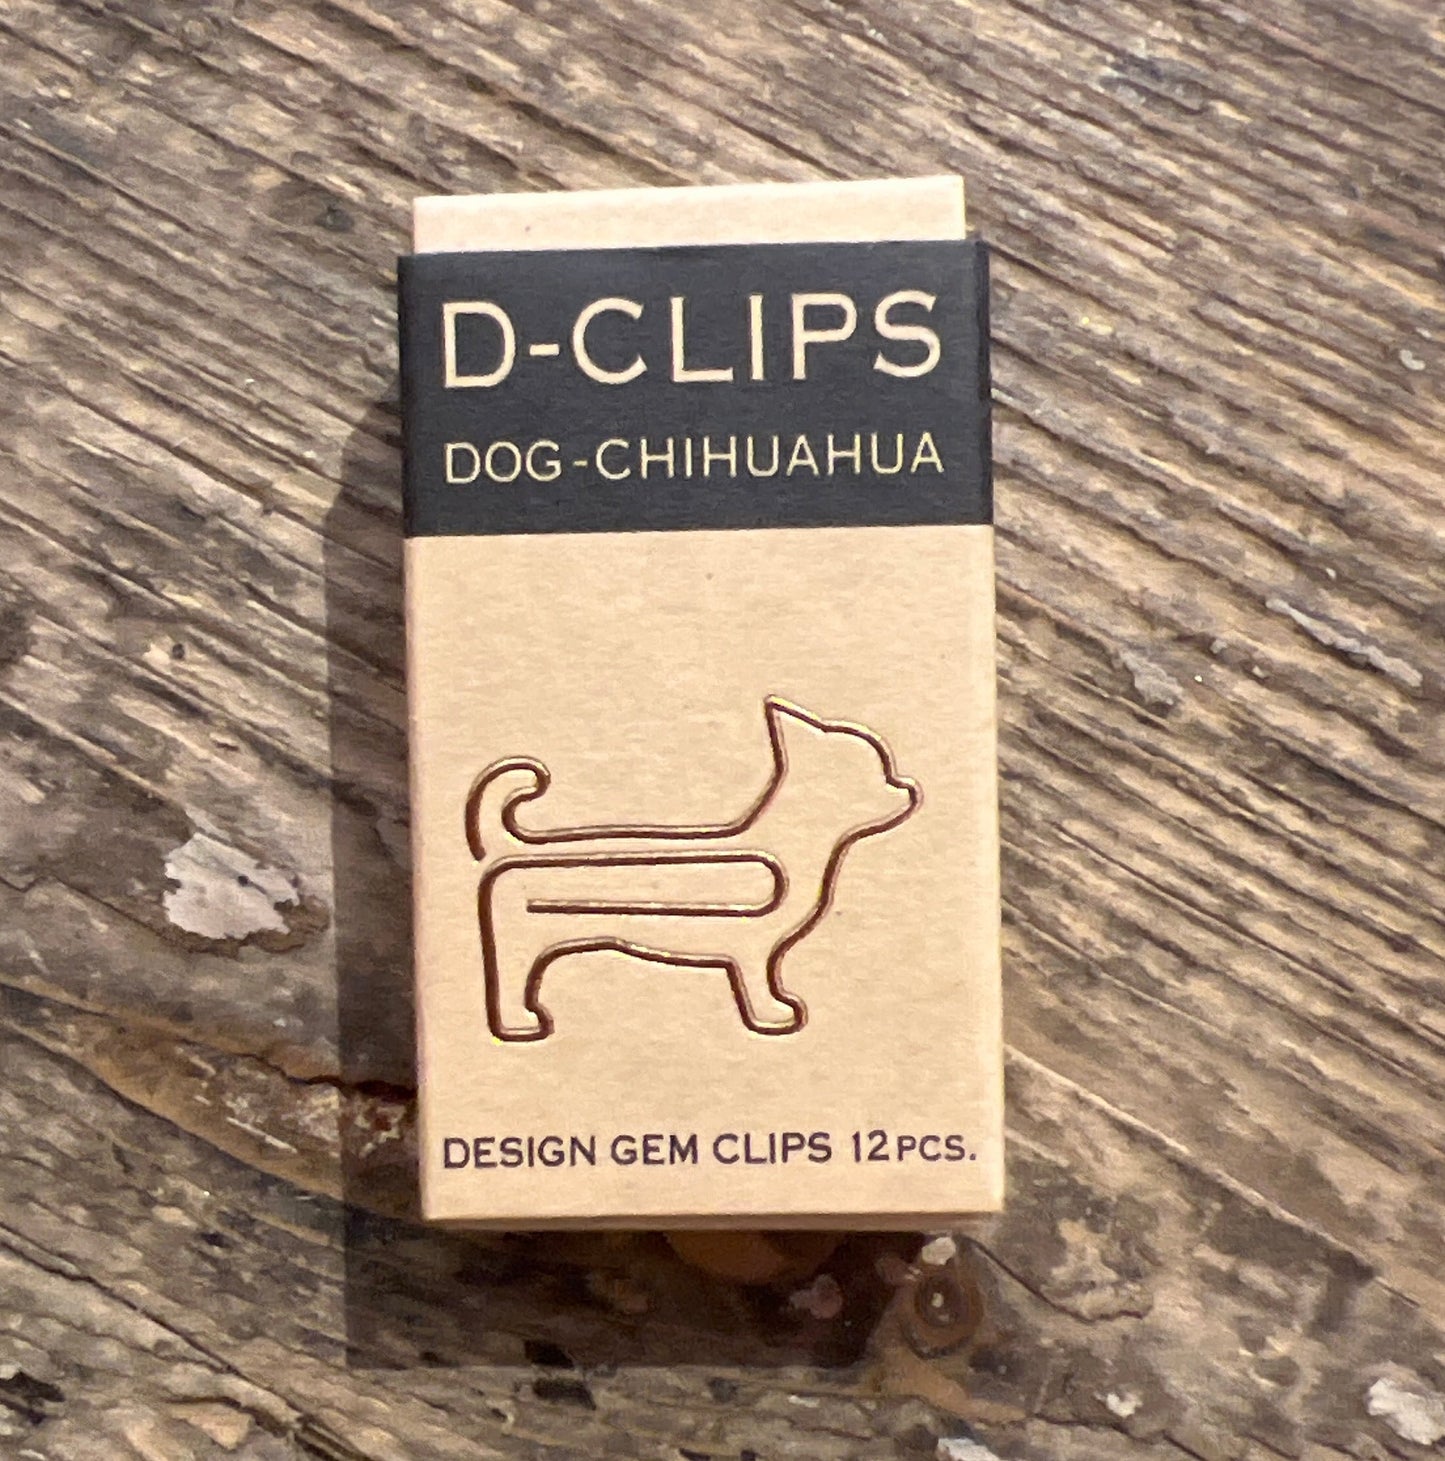 D-CLIPS
DOG-CHIHUAHUA
DESIGN GEM CLIPS 12PCS.